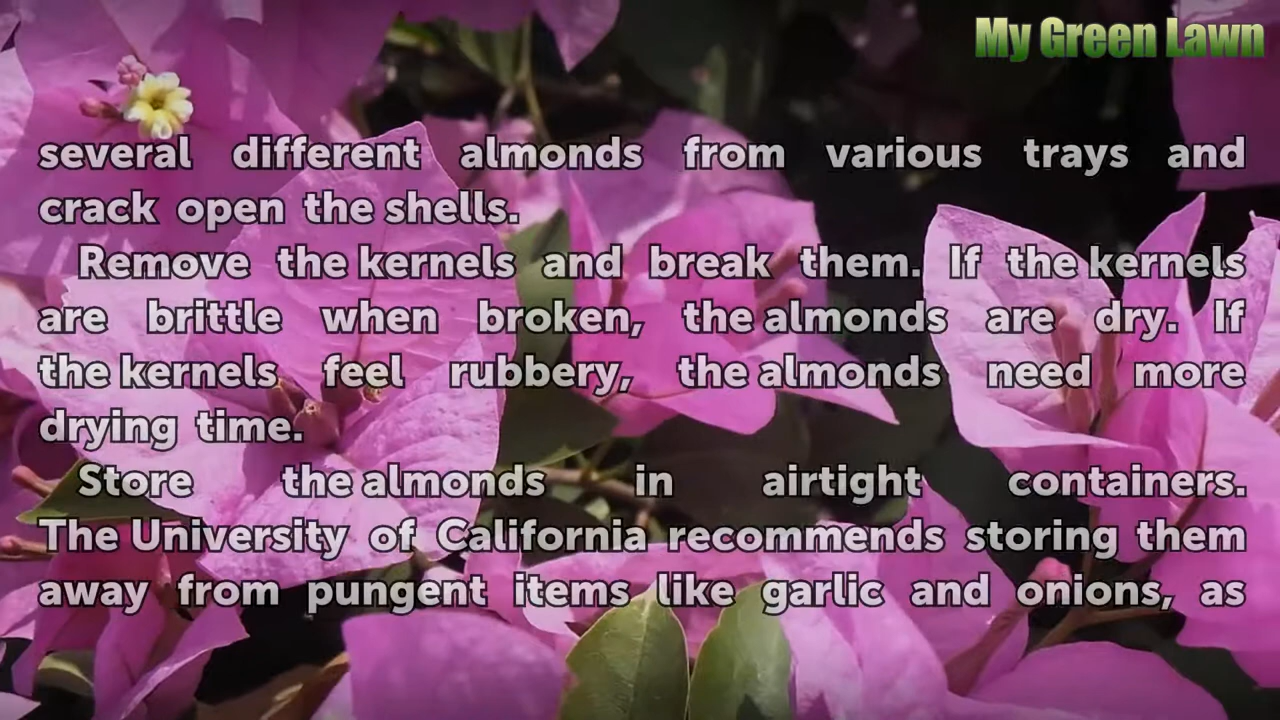 My Green Lawn
several different almonds from various trays and
crack open the shells.
Remove the kernels and break them. If the kernels
are brittle when broken, the almonds are dry. If
the kernels feel rubbery, the almonds need more
drying time.
Store the almonds in airtight containers.
The University of California recommends storing them
away from pungent items like garlic and onions, as